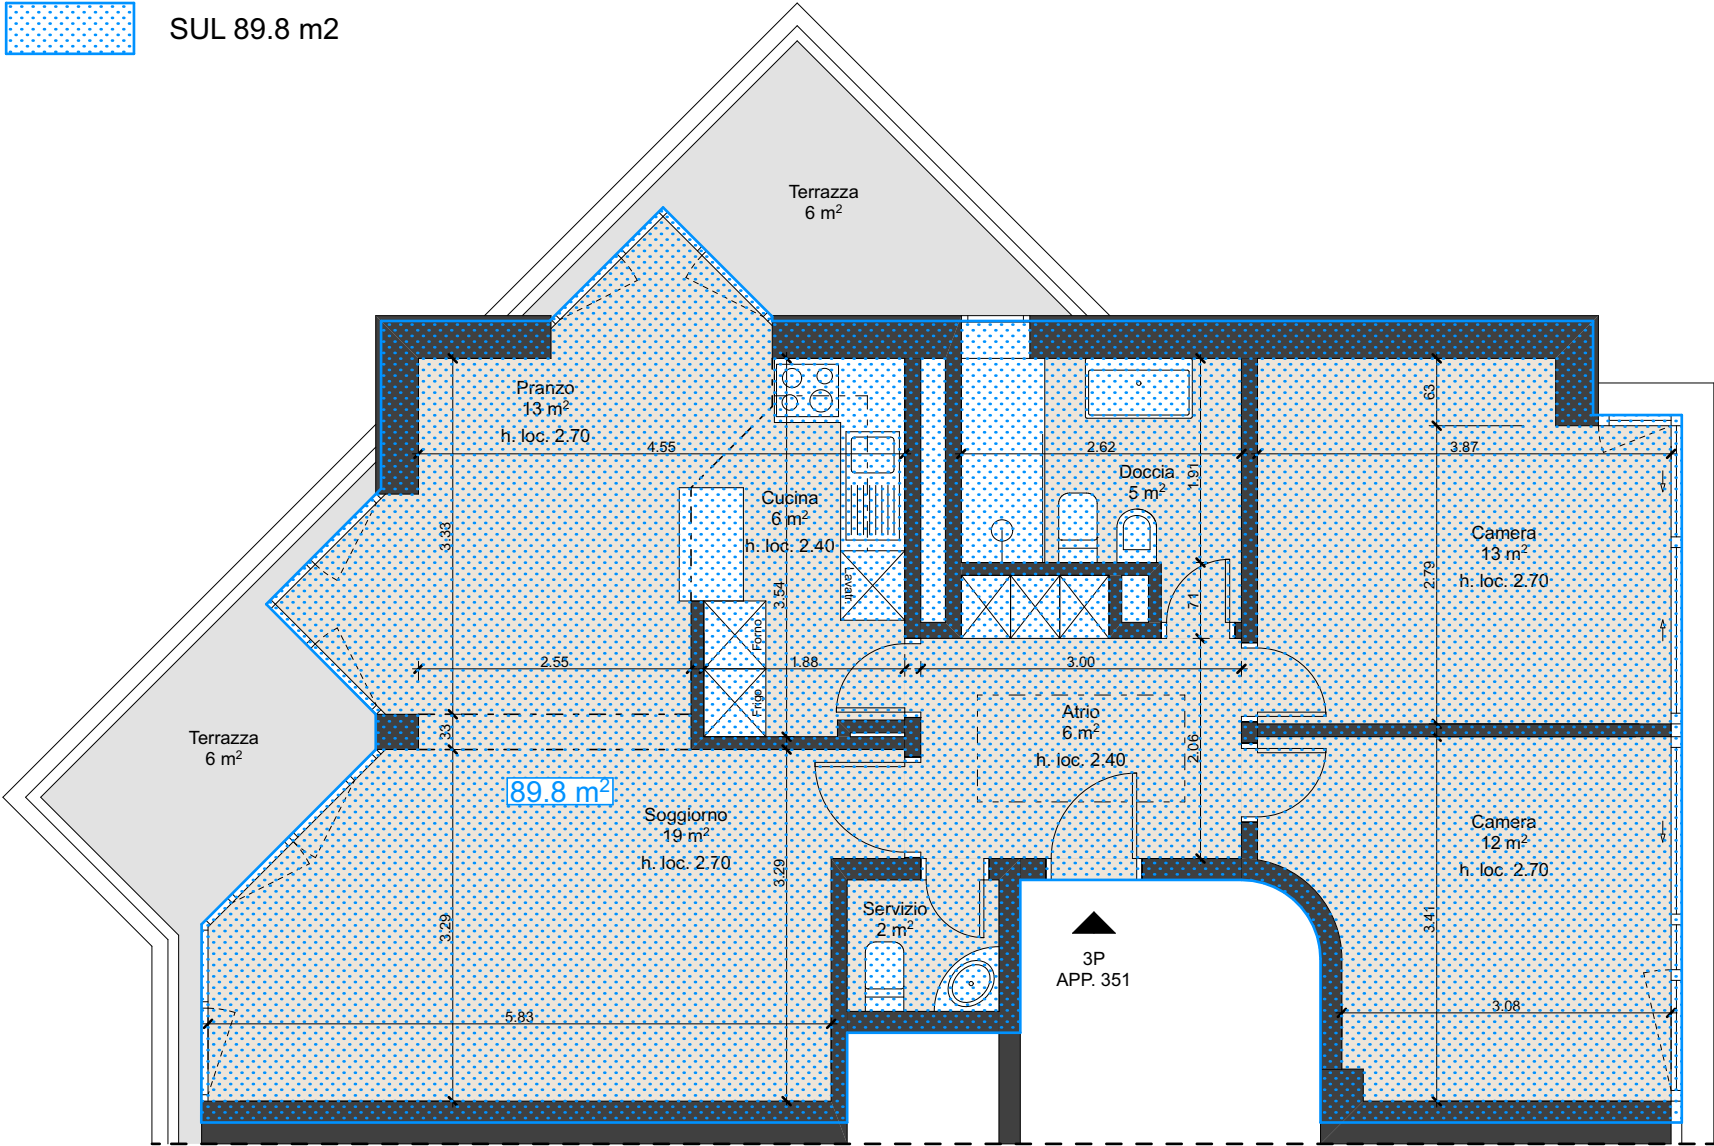 SUL 89.8 m2
Terrazza
6 m²
Pranzo
13 m²
h. loc. 2.70
4.55
2.62
3.87
63
1.91
Doccia
5 m²
Cucina
6 m²
h. loc. 2.40
Lavatr.
3.33
3.54
71
2.79
Camera
13 m²
h. loc. 2.70
Forno
Frigo
2.55
1.88
3.00
Atrio
6 m²
h. loc. 2.40
33
2.06
Terrazza
6 m²
89.8 m²
Soggiorno
19 m²
h. loc. 2.70
3.29
3.29
Camera
12 m²
h. loc. 2.70
Servizio
2 m²
3.41
3P
APP. 351
5.83
3.08